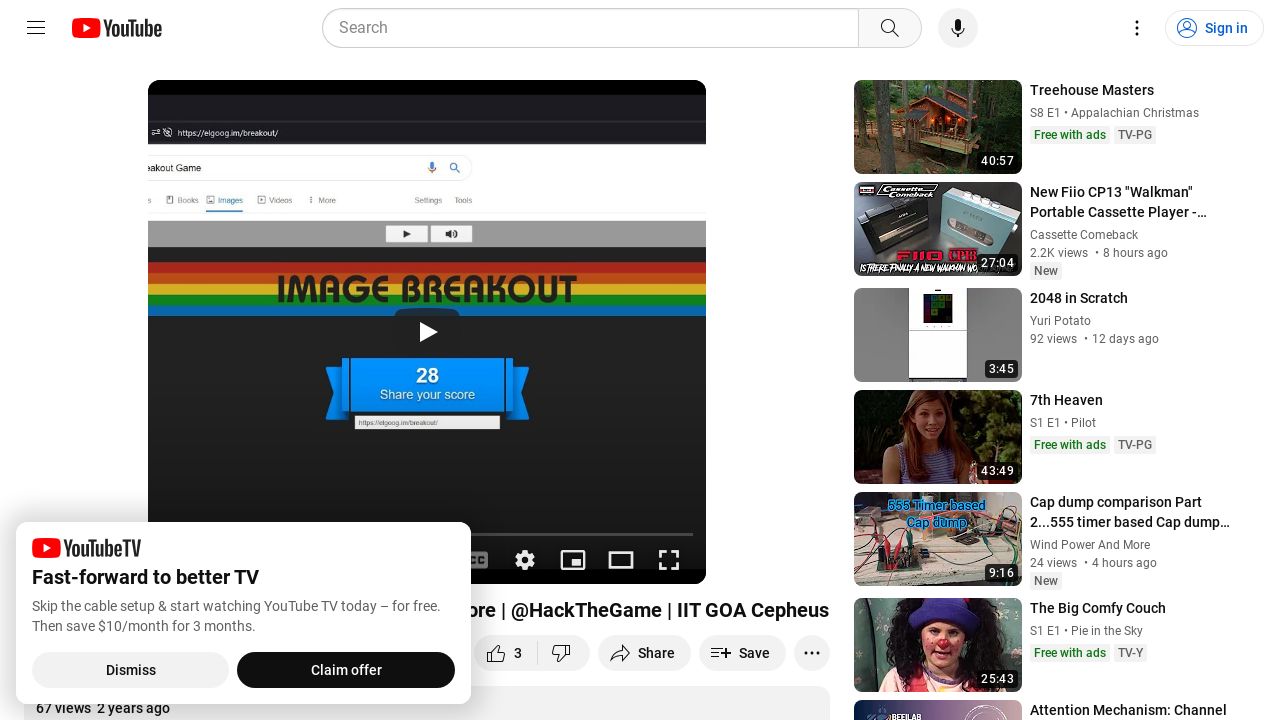 YouTube
Search
Sign in
https://elgoog.im/breakout/
eakout Game
Books
Images
Videos
More
Settings
Tools
IMAGE BREAKOUT
28
Share your score
https://elgoog.im/breakout/
CC
YouTubeTV
Fast-forward to better TV
Skip the cable setup & start watching YouTube TV today – for free.
Then save $10/month for 3 months.
Dismiss
Claim offer
ore | @HackTheGame | IIT GOA Cepheus
3
Share
Save
67 views 2 years ago
40:57
Treehouse Masters
S8 E1 • Appalachian Christmas
Free with ads
TV-PG
Cassette
Comeback
FiiO CP13
IS THERE FINALLY A NEW WALKMAN WO
27:04
New Fiio CP13 "Walkman"
Portable Cassette Player -…
Cassette Comeback
2.2K views • 8 hours ago
New
3:45
2048 in Scratch
Yuri Potato
92 views • 12 days ago
43:49
7th Heaven
S1 E1 • Pilot
Free with ads
TV-PG
555 Timer based
Cap dump
9:16
Cap dump comparison Part
2...555 timer based Cap dump…
Wind Power And More
24 views • 4 hours ago
New
25:43
The Big Comfy Couch
S1 E1 • Pie in the Sky
Free with ads
TV-Y
BEEILAB
Attention Mechanism: Channel